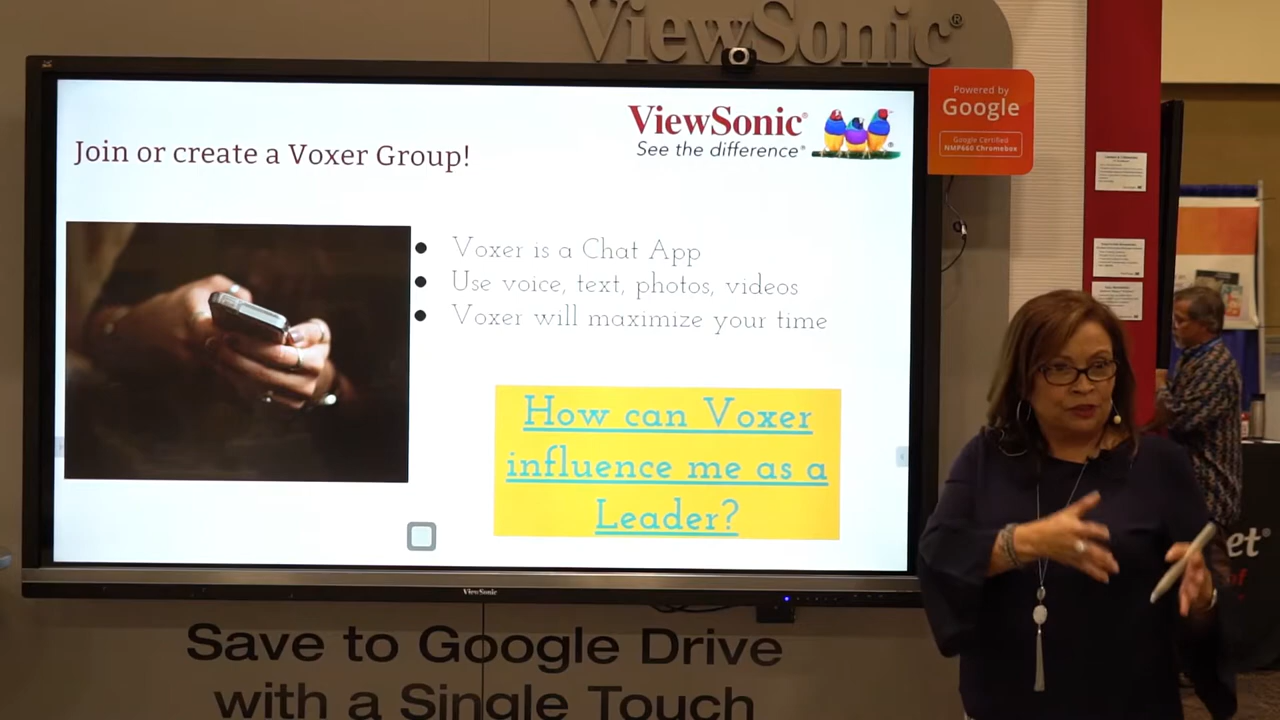 ViewSonic®
Powered by
Google
Google Certified
NMP660 Chromebox
ViewSonic®
See the difference®
Join or create a Voxer Group!
● Voxer is a Chat App
● Use voice, text, photos, videos
● Voxer will maximize your time
How can Voxer
influence me as a
Leader?
ViewSonic
Save to Google Drive
with a Single Touch
et®
of